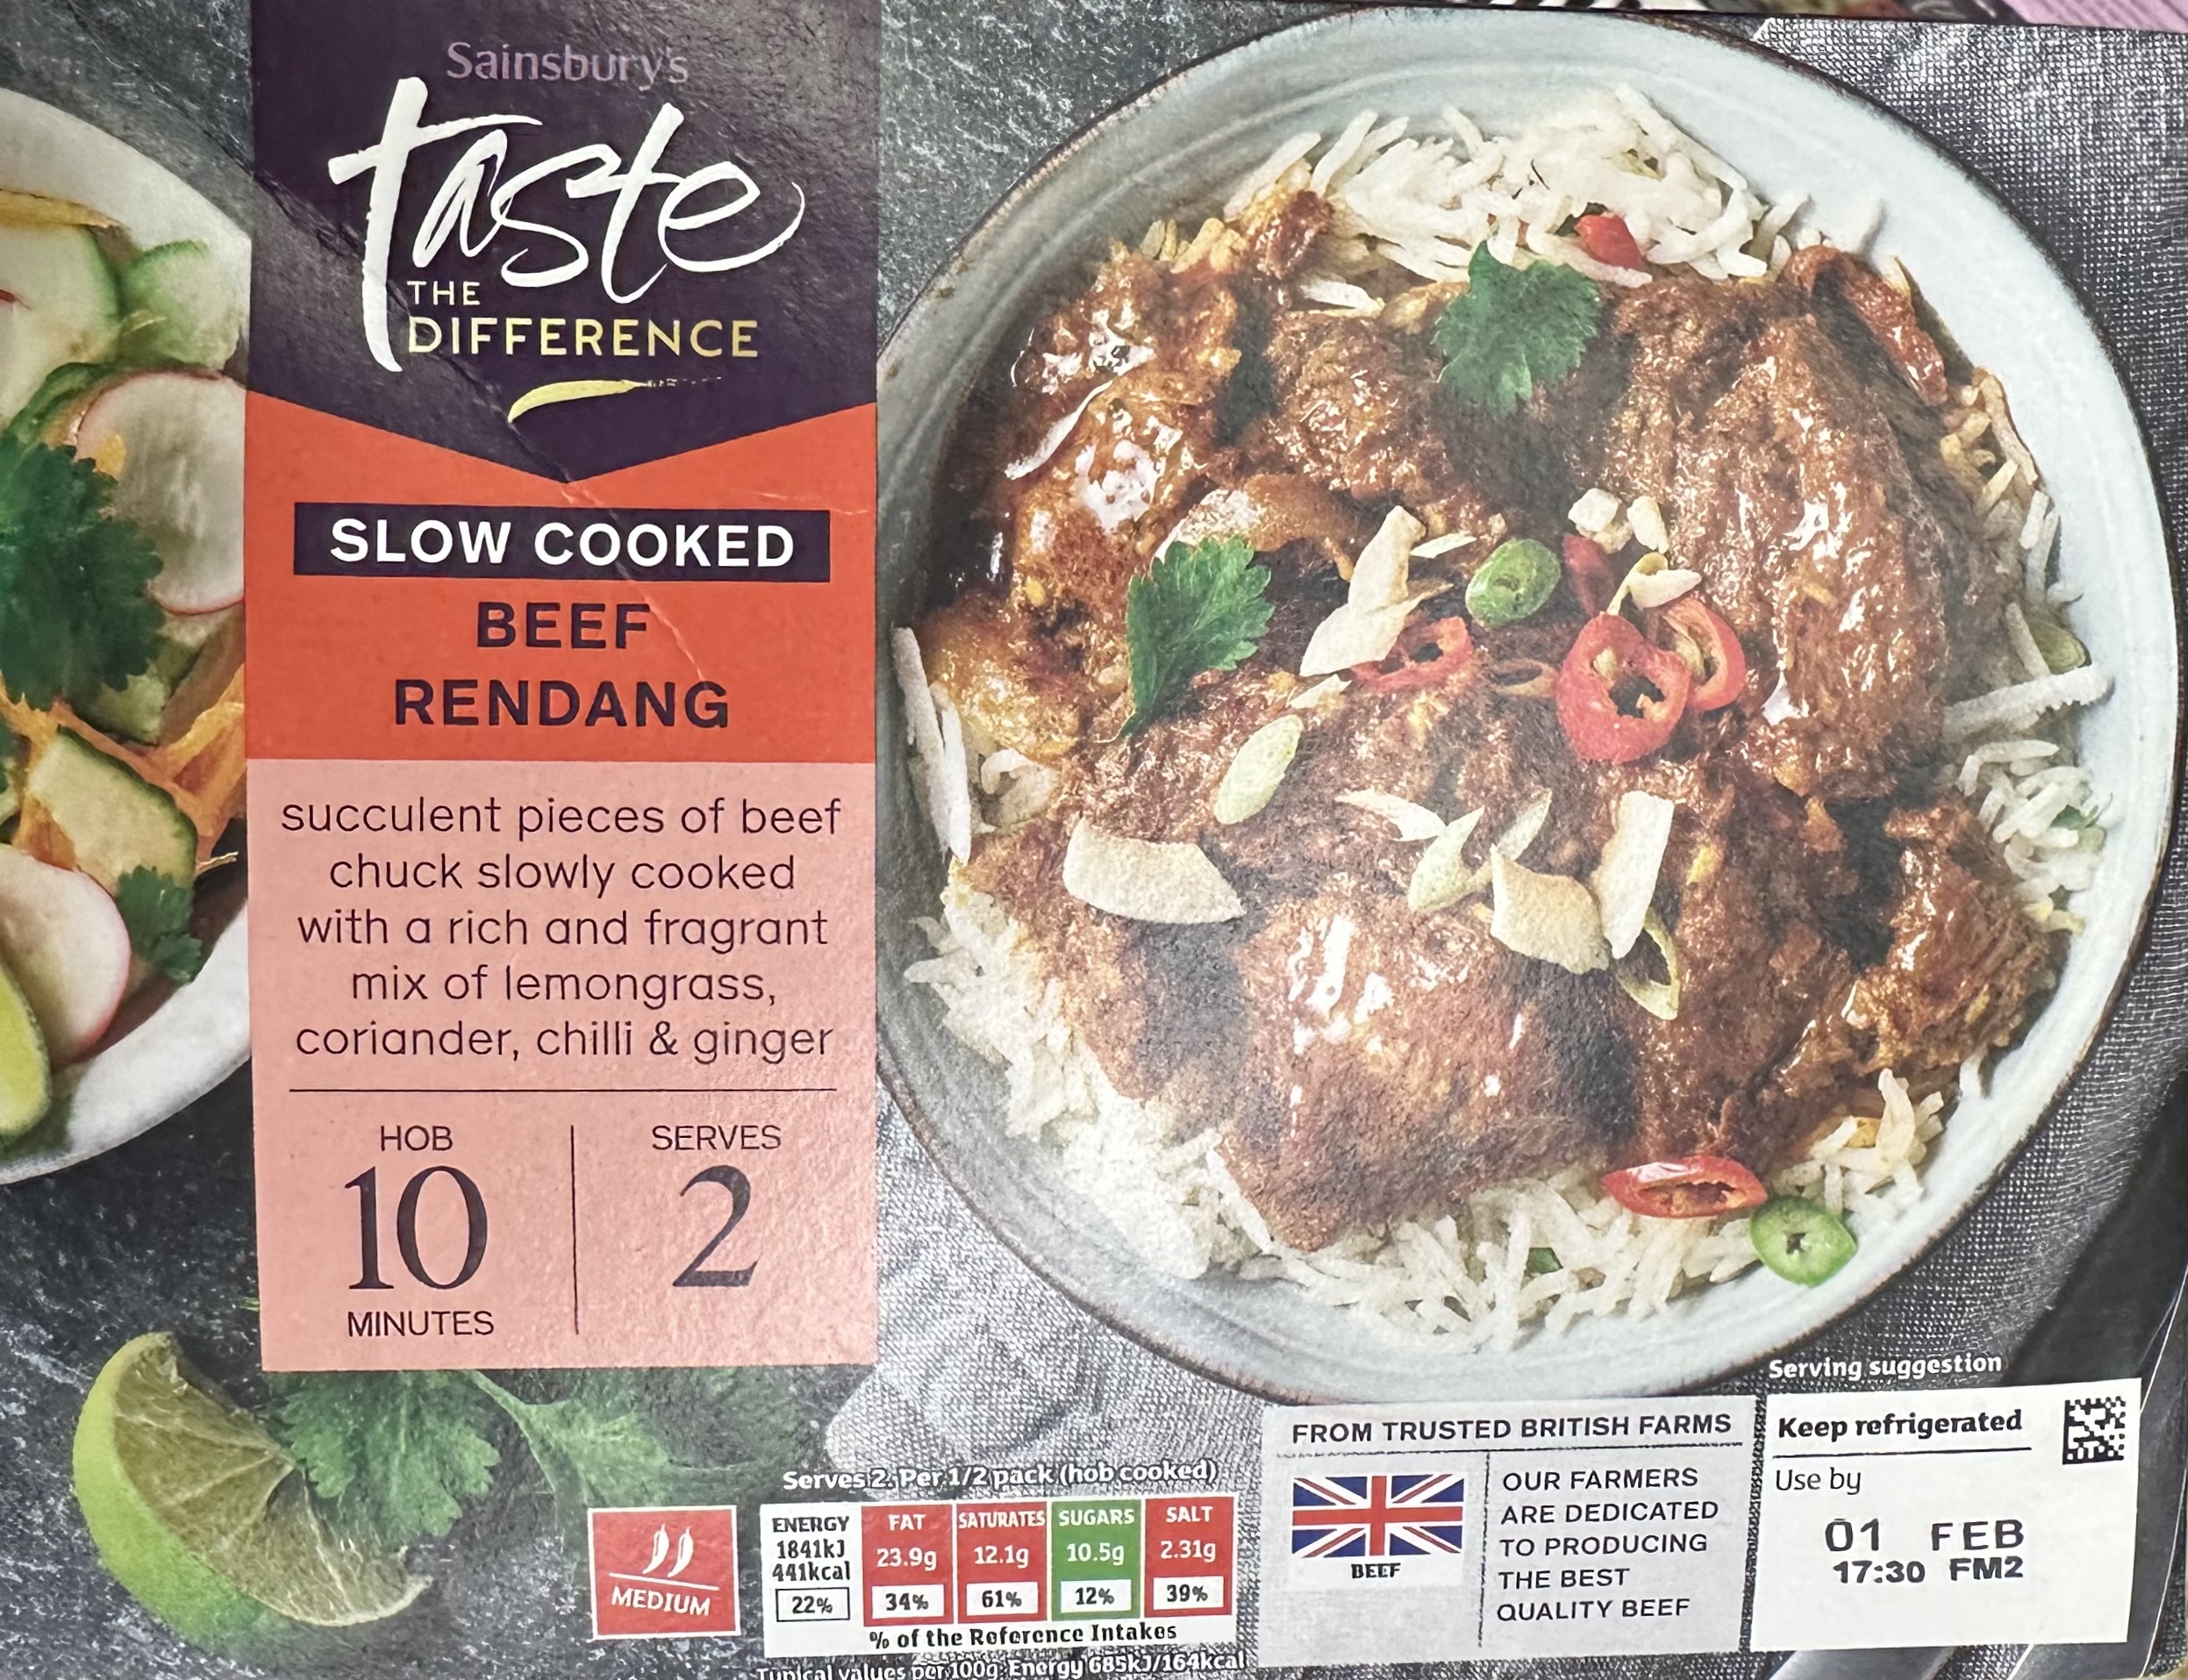 Sainsbury's
taste
THE
DIFFERENCE
SLOW COOKED
BEEF
RENDANG
succulent pieces of beef
chuck slowly cooked
with a rich and fragrant
mix of lemongrass,
coriander, chilli & ginger
HOB
10
MINUTES
SERVES
2
Serving suggestion
MEDIUM
Serves 2. Per 1/2 pack (hob cooked)
ENERGY
1841kJ
441kcal
22%
FAT
23.9g
34%
SATURATES
12.1g
61%
SUGARS
10.5g
12%
SALT
2.31g
39%
% of the Reference Intakes
Typical values per 100g: Energy 685kJ/164kcal
FROM TRUSTED BRITISH FARMS
BEEF
OUR FARMERS
ARE DEDICATED
TO PRODUCING
THE BEST
QUALITY BEEF
Keep refrigerated
Use by
01 FEB
17:30 FM2